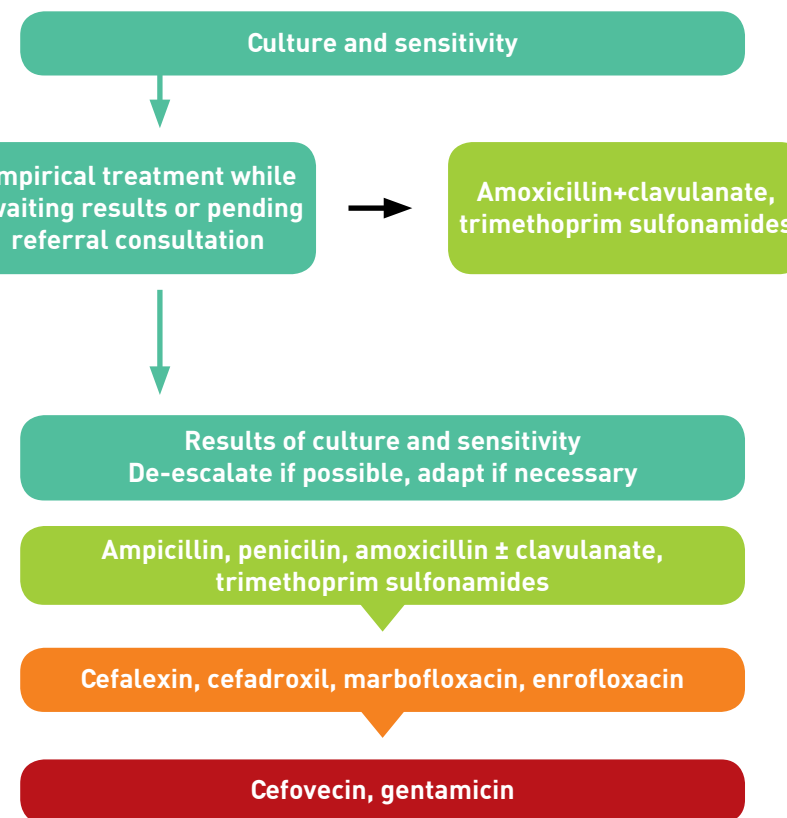 Culture and sensitivity
mpirical treatment while
waiting results or pending
referral consultation
Amoxicillin+clavulanate,
trimethoprim sulfonamides
Results of culture and sensitivity
De-escalate if possible, adapt if necessary
Ampicillin, penicilin, amoxicillin ± clavulanate,
trimethoprim sulfonamides
Cefalexin, cefadroxil, marbofloxacin, enrofloxacin
Cefovecin, gentamicin